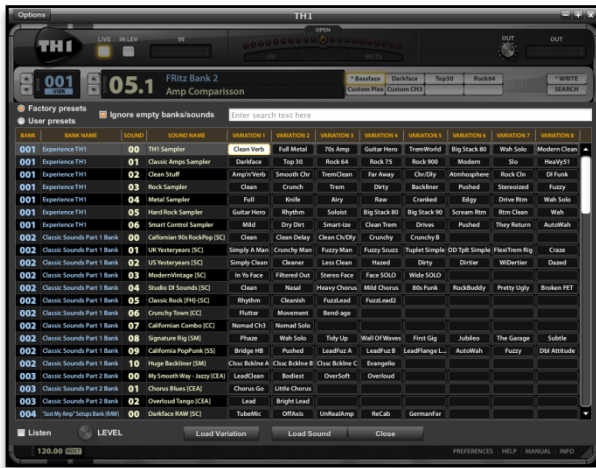 Options TH1
TH1 LIVE IN LEV IN OPEN OUT OUT
ON MUTE
001 USER 05.1 FRitz Bank 2
Amp Comparisson
* Bassface Darkface Top30 Rock64 * WRITE
Custom Plex Custom CH3 SEARCH
Factory presets
User presets
Ignore empty banks/sounds Enter search text here
BANK BANK NAME SOUND SOUND NAME VARIATION 1 VARIATION 2 VARIATION 3 VARIATION 4 VARIATION 5 VARIATION 6 VARIATION 7 VARIATION 8
001 Experience TH1 00 TH1 Sampler Clean Verb Full Metal 70s Amp Guitar Hero TremWorld Big Stack 80 Wah Solo Modern Clean
001 Experience TH1 01 Classic Amps Sampler Darkface Top 30 Rock 64 Rock 75 Rock 900 Modern Slo HeaVy51
001 Experience TH1 02 Clean Stuff Amp'n'Verb Smooth Chr TremClean Far Away Chr/Dly Atmhosphere Rock Cln DI Funk
001 Experience TH1 03 Rock Sampler Clean Crunch Trem Dirty Backliner Pushed Stereoized Fuzzy
001 Experience TH1 04 Metal Sampler Full Knife Airy Raw Cranked Edgy Drive Rtm Wah Solo
001 Experience TH1 05 Hard Rock Sampler Guitar Hero Rhythm Soloist Big Stack 80 Big Stack 90 Scream Rtm Rtm Clean Wah
001 Experience TH1 06 Smart Control Sampler Mild Dry Dirt Smart-ize Clean Trem Drives Pushed They Return AutoWah
002 Classic Sounds Part 1 Bank 00 Calfornian 90s RockPop [SC] Clean Clean Delay Clean Ch/Dly Crunchy Crunchy B
002 Classic Sounds Part 1 Bank 01 UK Yesteryears [SC] Simply A Man Crunchy Man Fuzzy Man Fuzzy Scuzz Tuplet Simple DD Tplt Simple FlexiTrem Rig Craze
002 Classic Sounds Part 1 Bank 02 US Yesteryears [SC] Simply Clean Cleaner Less Clean Hazed Dirty Dirtier WiDertier Dazed
002 Classic Sounds Part 1 Bank 03 ModernVintage [SC] In Yo Face Filtered Out Stereo Face Face SOLO Wide SOLO
002 Classic Sounds Part 1 Bank 04 Studio DI Sounds [SC] Clean Nasal Heavy Chorus Mild Chorus 80s Funk RockBuddy Pretty Ugly Broken FET
002 Classic Sounds Part 1 Bank 05 Classic Rock [FH]-[SC] Rhythm Cleanish FuzzLead FuzzLead2
002 Classic Sounds Part 1 Bank 06 Crunchy Town [CC] Flutter Movement Bend-age
002 Classic Sounds Part 1 Bank 07 Californian Combo [CC] Nomad Ch3 Nomad Solo
002 Classic Sounds Part 1 Bank 08 Signature Rig [SM] Phaze Wah Solo Tidy Up Wall Of Waves First Gig Jubileo The Garage Subtle
002 Classic Sounds Part 1 Bank 09 California PopPunk [SS] Bridge HB Pushed LeadFuz A LeadFuz B LeadFlange L... AutoWah Fuzzy Dbl Attitude
002 Classic Sounds Part 1 Bank 10 Huge Backliner [SM] Clssc Bcklne A Clssc Bcklne B Clssc Bcklne C Evangelio
003 Classic Sounds Part 2 Bank 00 My Smooth Way - Jazzy [CEA] LeadClean Bodiest OverSoft Overloud
003 Classic Sounds Part 2 Bank 01 Chorus Blues [CEA] Chorus Go Little Chorus
003 Classic Sounds Part 2 Bank 02 Overloud Tango [CEA] Lead Bright Lead
004 "Just My Amp" Setups Bank (RAW) 00 Darkface RAW [SC] TubeMic OffAxis UnRealAmp ReCab GermanFar
Listen LEVEL Load Variation Load Sound Close
120.00 HOST PREFERENCES HELP MANUAL INFO